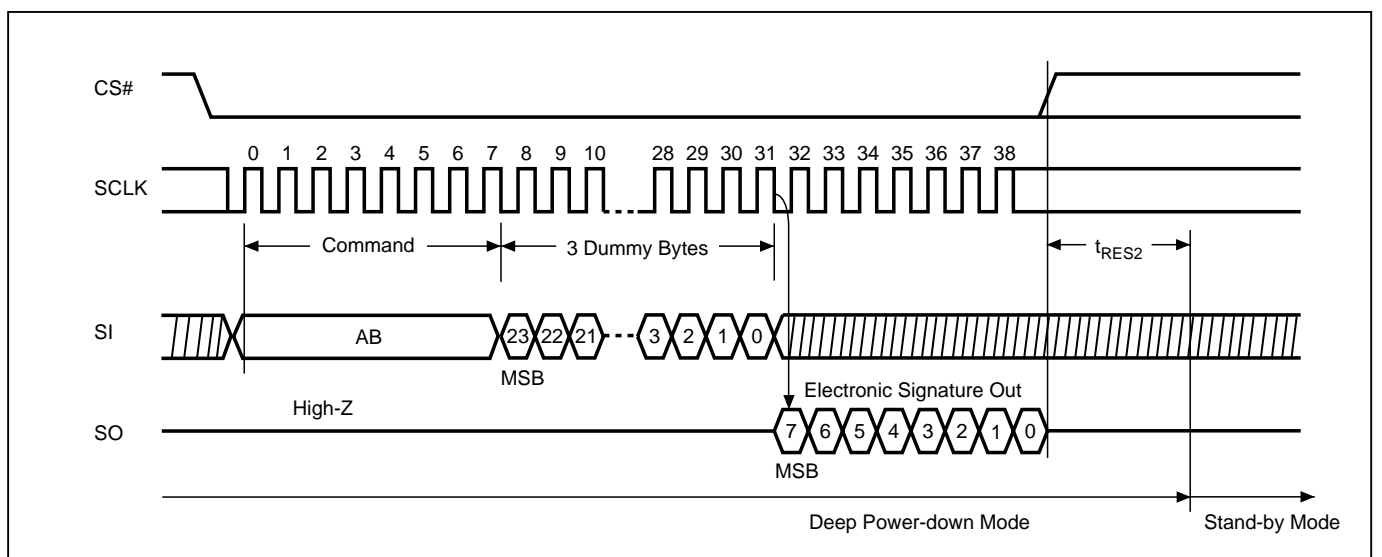 CS#
0 1 2 3 4 5 6 7 8 9 10 28 29 30 31 32 33 34 35 36 37 38
SCLK
Command 3 Dummy Bytes tRES2
SI AB 23 22 21 3 2 1 0
MSB
High-Z Electronic Signature Out
SO 7 6 5 4 3 2 1 0
MSB
Deep Power-down Mode Stand-by Mode